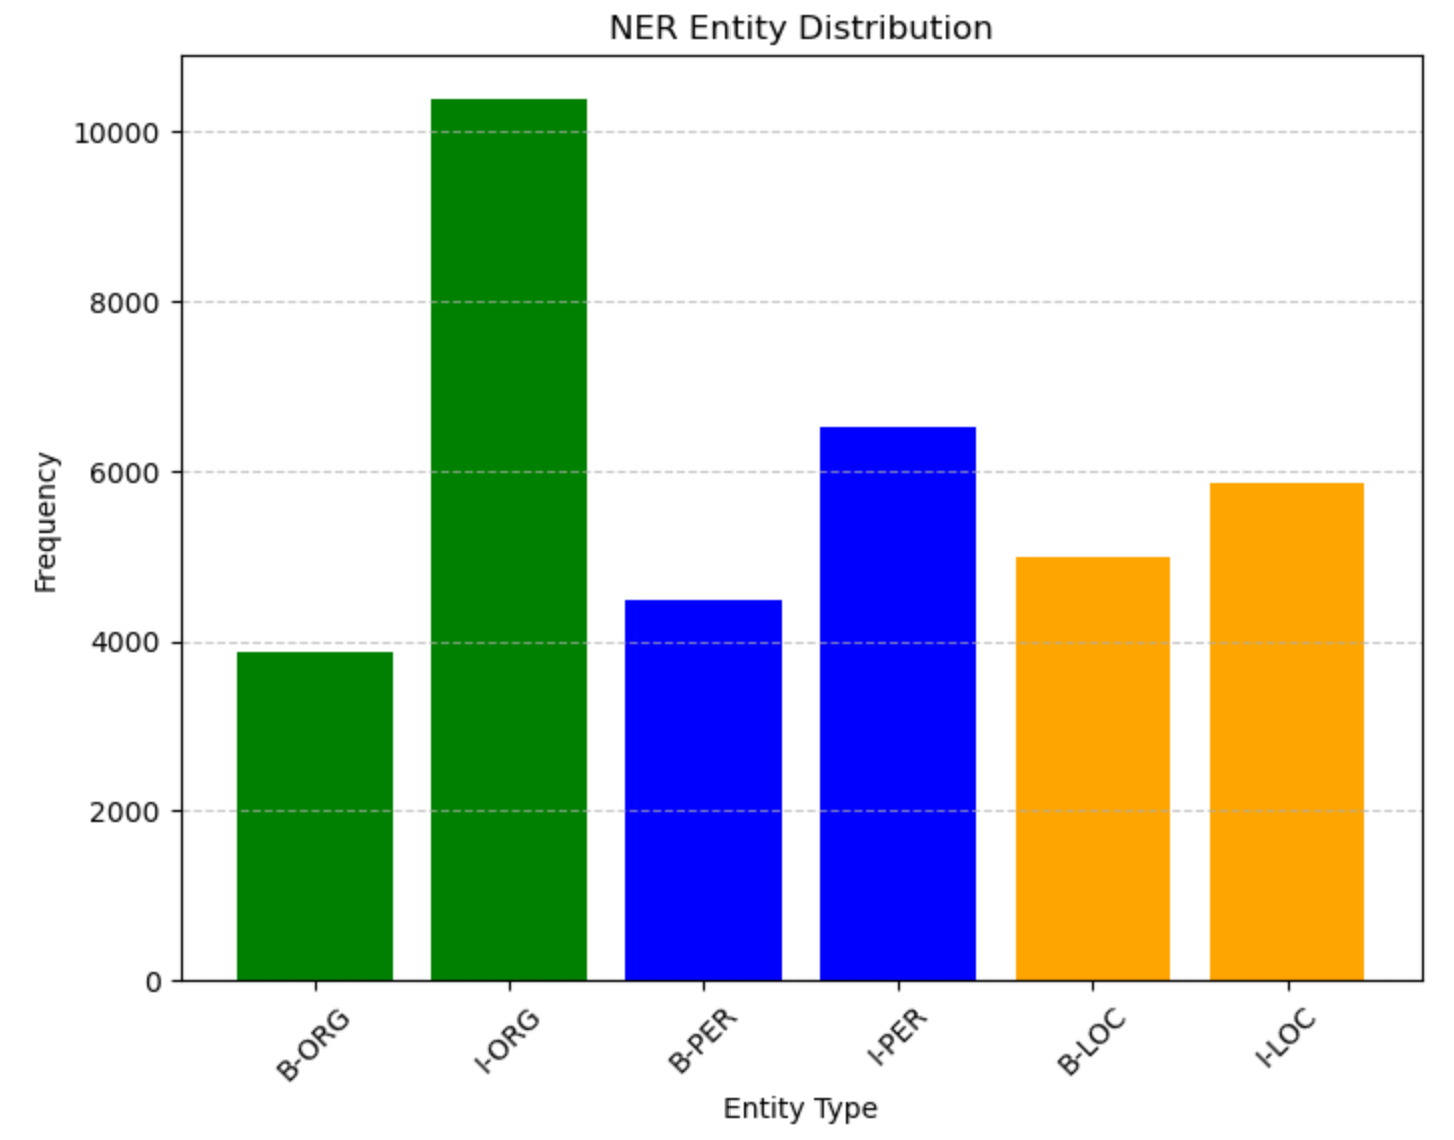 NER Entity Distribution
Frequency
10000
8000
6000
4000
2000
0
B-ORG
I-ORG
B-PER
I-PER
B-LOC
I-LOC
Entity Type